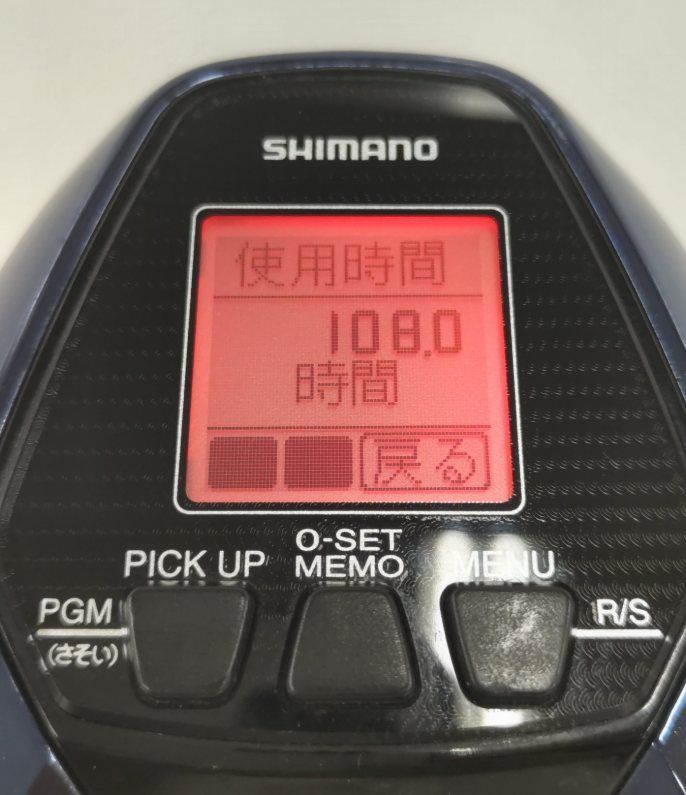 SHIMANO
使用時間
108.0
時間
戻る
PICK UP
O-SET
MEMO
MENU
PGM
(さそい)
R/S